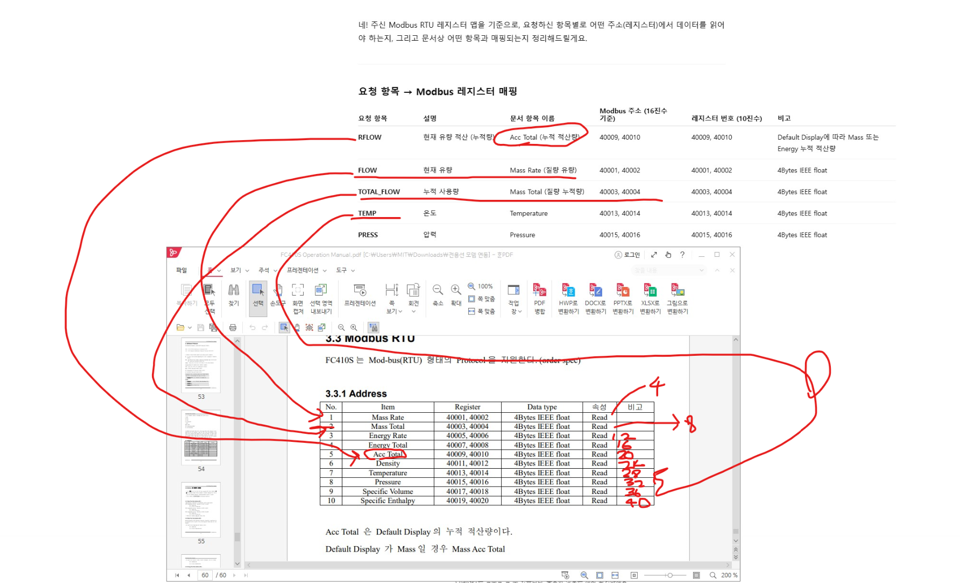 네! 주신 Modbus RTU 레지스터 맵을 기준으로, 요청하신 항목별로 어떤 주소(레지스터)에서 데이터를 읽어
야 하는지, 그리고 문서상 어떤 항목과 매핑되는지 정리해드릴게요.
요청 항목 → Modbus 레지스터 매핑
요청 항목 설명 문서 항목 이름 Modbus 주소 (16진수 기준) 레지스터 번호 (10진수) 비고
RFLOW 현재 유량 적산 (누적량) Acc Total (누적 적산량) 40009, 40010 40009, 40010 Default Display에 따라 Mass 또는
Energy 누적 적산량
FLOW 현재 유량 Mass Rate (질량 유량) 40001, 40002 40001, 40002 4Bytes IEEE float
TOTAL_FLOW 누적 사용량 Mass Total (질량 누적량) 40003, 40004 40003, 40004 4Bytes IEEE float
TEMP 온도 Temperature 40013, 40014 40013, 40014 4Bytes IEEE float
PRESS 압력 Pressure 40015, 40016 40015, 40016 4Bytes IEEE float
로그인
파일 보기 주석 프레젠테이션 도구
찾기 선택 손도구 화면 캡쳐 선택 영역 내보내기 프레젠테이션 쪽 보기 회전 축소 확대 100% 폭 맞춤 쪽 맞춤 작업 창 PDF 병합 HWP로 변환하기 DOCX로 변환하기 PPTX로 변환하기 XLSX로 변환하기 그림으로 변환하기
53
54
55
3.3 Modbus RTU
FC410S 는 Mod-bus(RTU) 형태의 Protocol 을 지원한다. (order spec)
3.3.1 Address
No. Item Register Data type 속성 비고
1 Mass Rate 40001, 40002 4Bytes IEEE float Read 4
2 Mass Total 40003, 40004 4Bytes IEEE float Read 8
3 Energy Rate 40005, 40006 4Bytes IEEE float Read 12
4 Energy Total 40007, 40008 4Bytes IEEE float Read 16
5 Acc Total 40009, 40010 4Bytes IEEE float Read 20
6 Density 40011, 40012 4Bytes IEEE float Read
7 Temperature 40013, 40014 4Bytes IEEE float Read 28
8 Pressure 40015, 40016 4Bytes IEEE float Read 32
9 Specific Volume 40017, 40018 4Bytes IEEE float Read 36
10 Specific Enthalpy 40019, 40020 4Bytes IEEE float Read 40
Acc Total 은 Default Display 의 누적 적산량이다.
Default Display 가 Mass 일 경우 Mass Acc Total
60 / 60
200 %